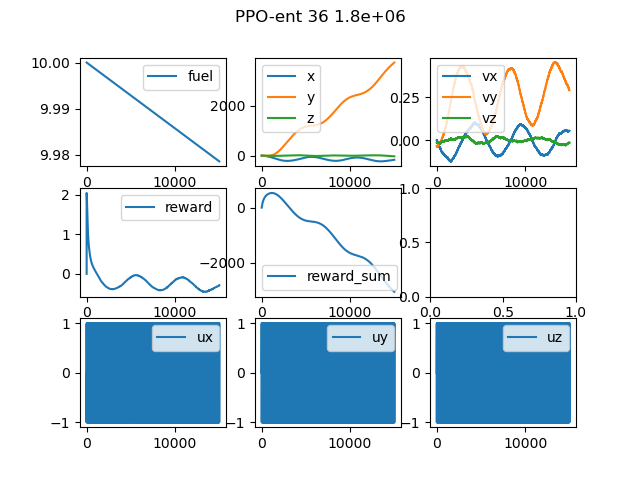 PPO-ent 36 1.8e+06
10.00
9.99
9.98
fuel
0 10000
2000
0
x
y
z
0 10000
0.25
0.00
vx
vy
vz
0 10000
2
1
0
reward
0 10000
0
−2000
reward_sum
0 10000
1.0
0.5
0.0
0.0 0.5 1.0
1
0
−1
ux
0 10000
1
0
−1
uy
0 10000
1
0
−1
uz
0 10000